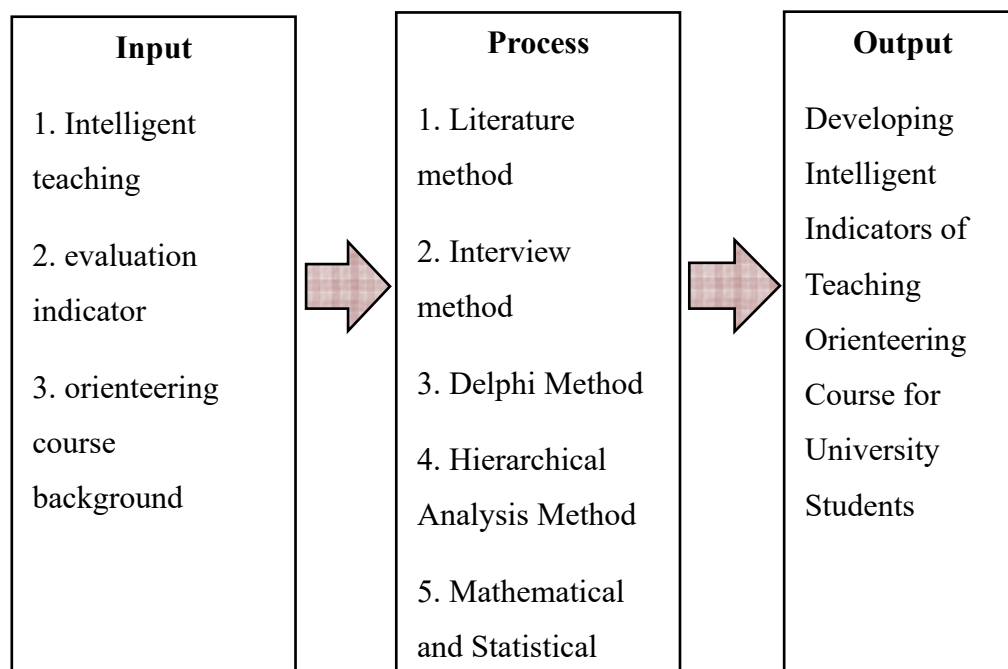 Input
1. Intelligent
teaching
2. evaluation
indicator
3. orienteering
course
background
Process
1. Literature
method
2. Interview
method
3. Delphi Method
4. Hierarchical
Analysis Method
5. Mathematical
and Statistical
Output
Developing
Intelligent
Indicators of
Teaching
Orienteering
Course for
University
Students